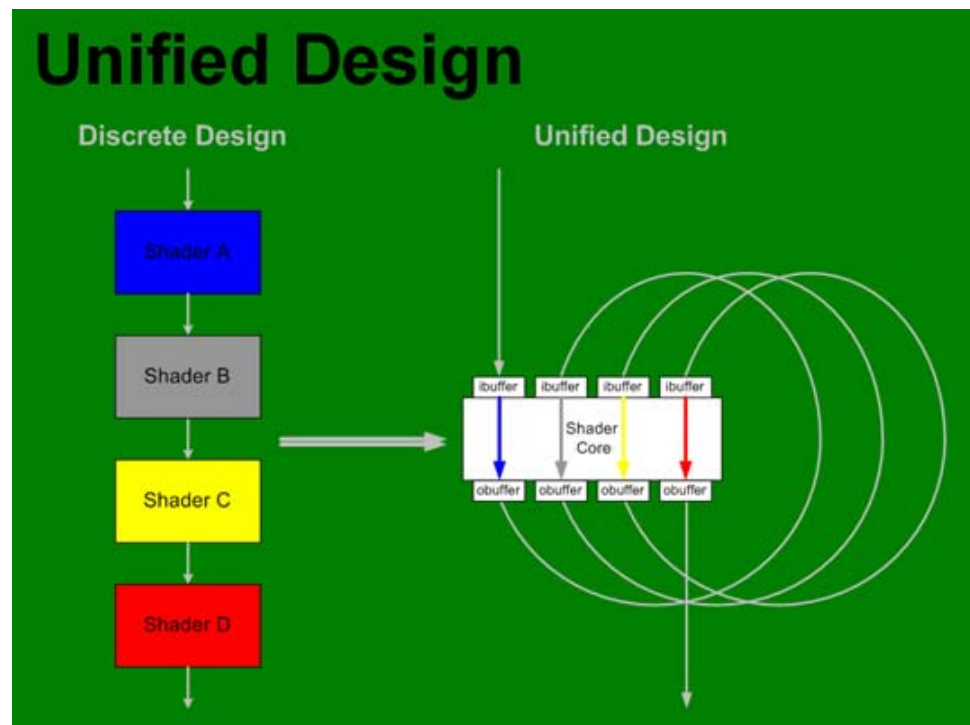 Unified Design
Discrete Design
Unified Design
Shader A
Shader B
Shader C
Shader D
ibuffer ibuffer ibuffer ibuffer
Shader
Core
obuffer obuffer obuffer obuffer